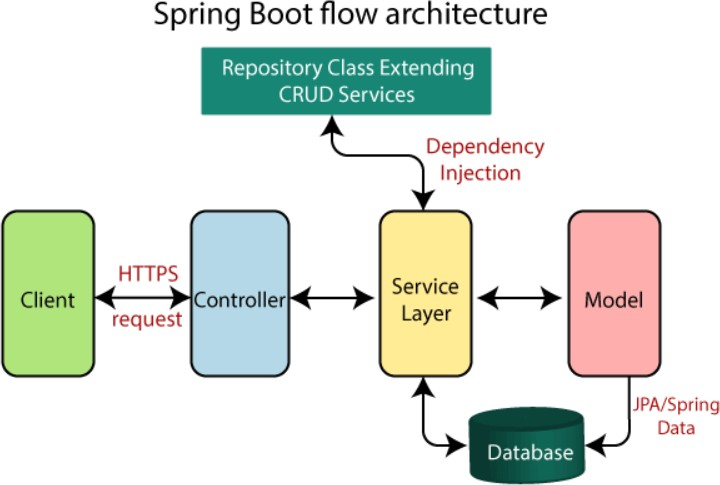 Spring Boot flow architecture
Repository Class Extending
CRUD Services
Dependency
Injection
Client
HTTPS
request
Controller
Service
Layer
Model
JPA/Spring
Data
Database